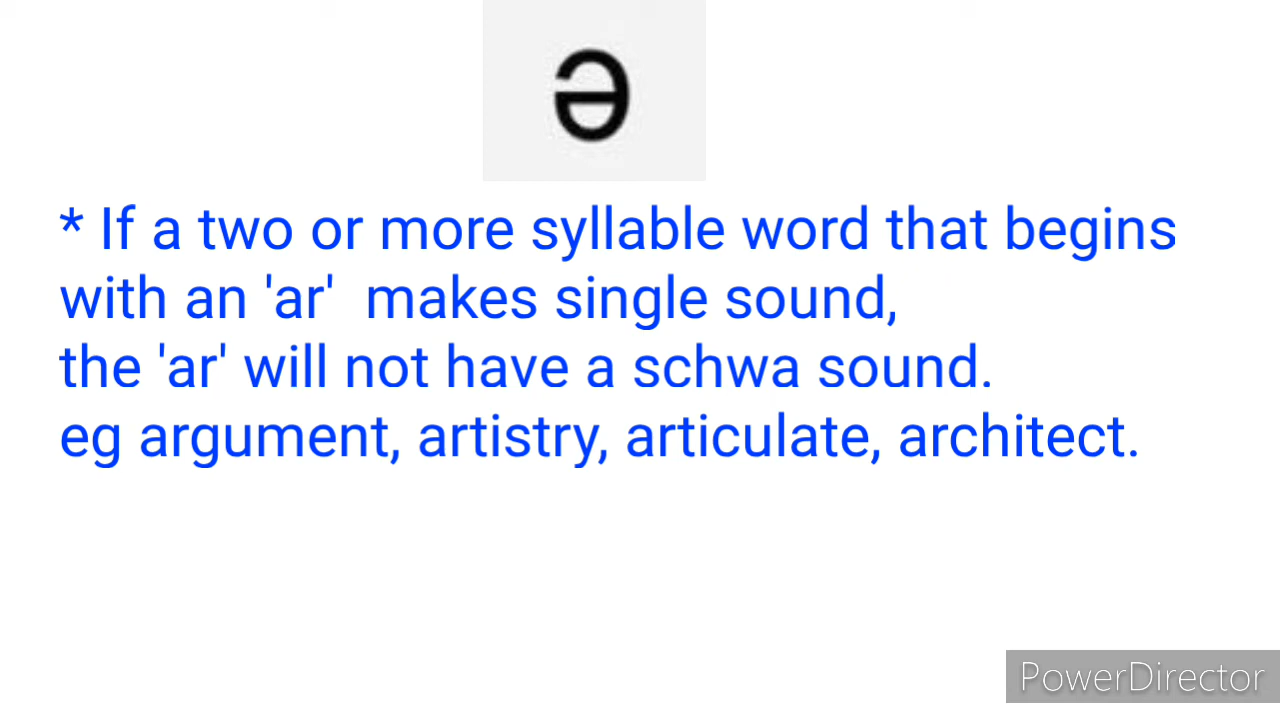 ə
* If a two or more syllable word that begins
with an 'ar'  makes single sound,
the 'ar' will not have a schwa sound.
eg argument, artistry, articulate, architect.
PowerDirector